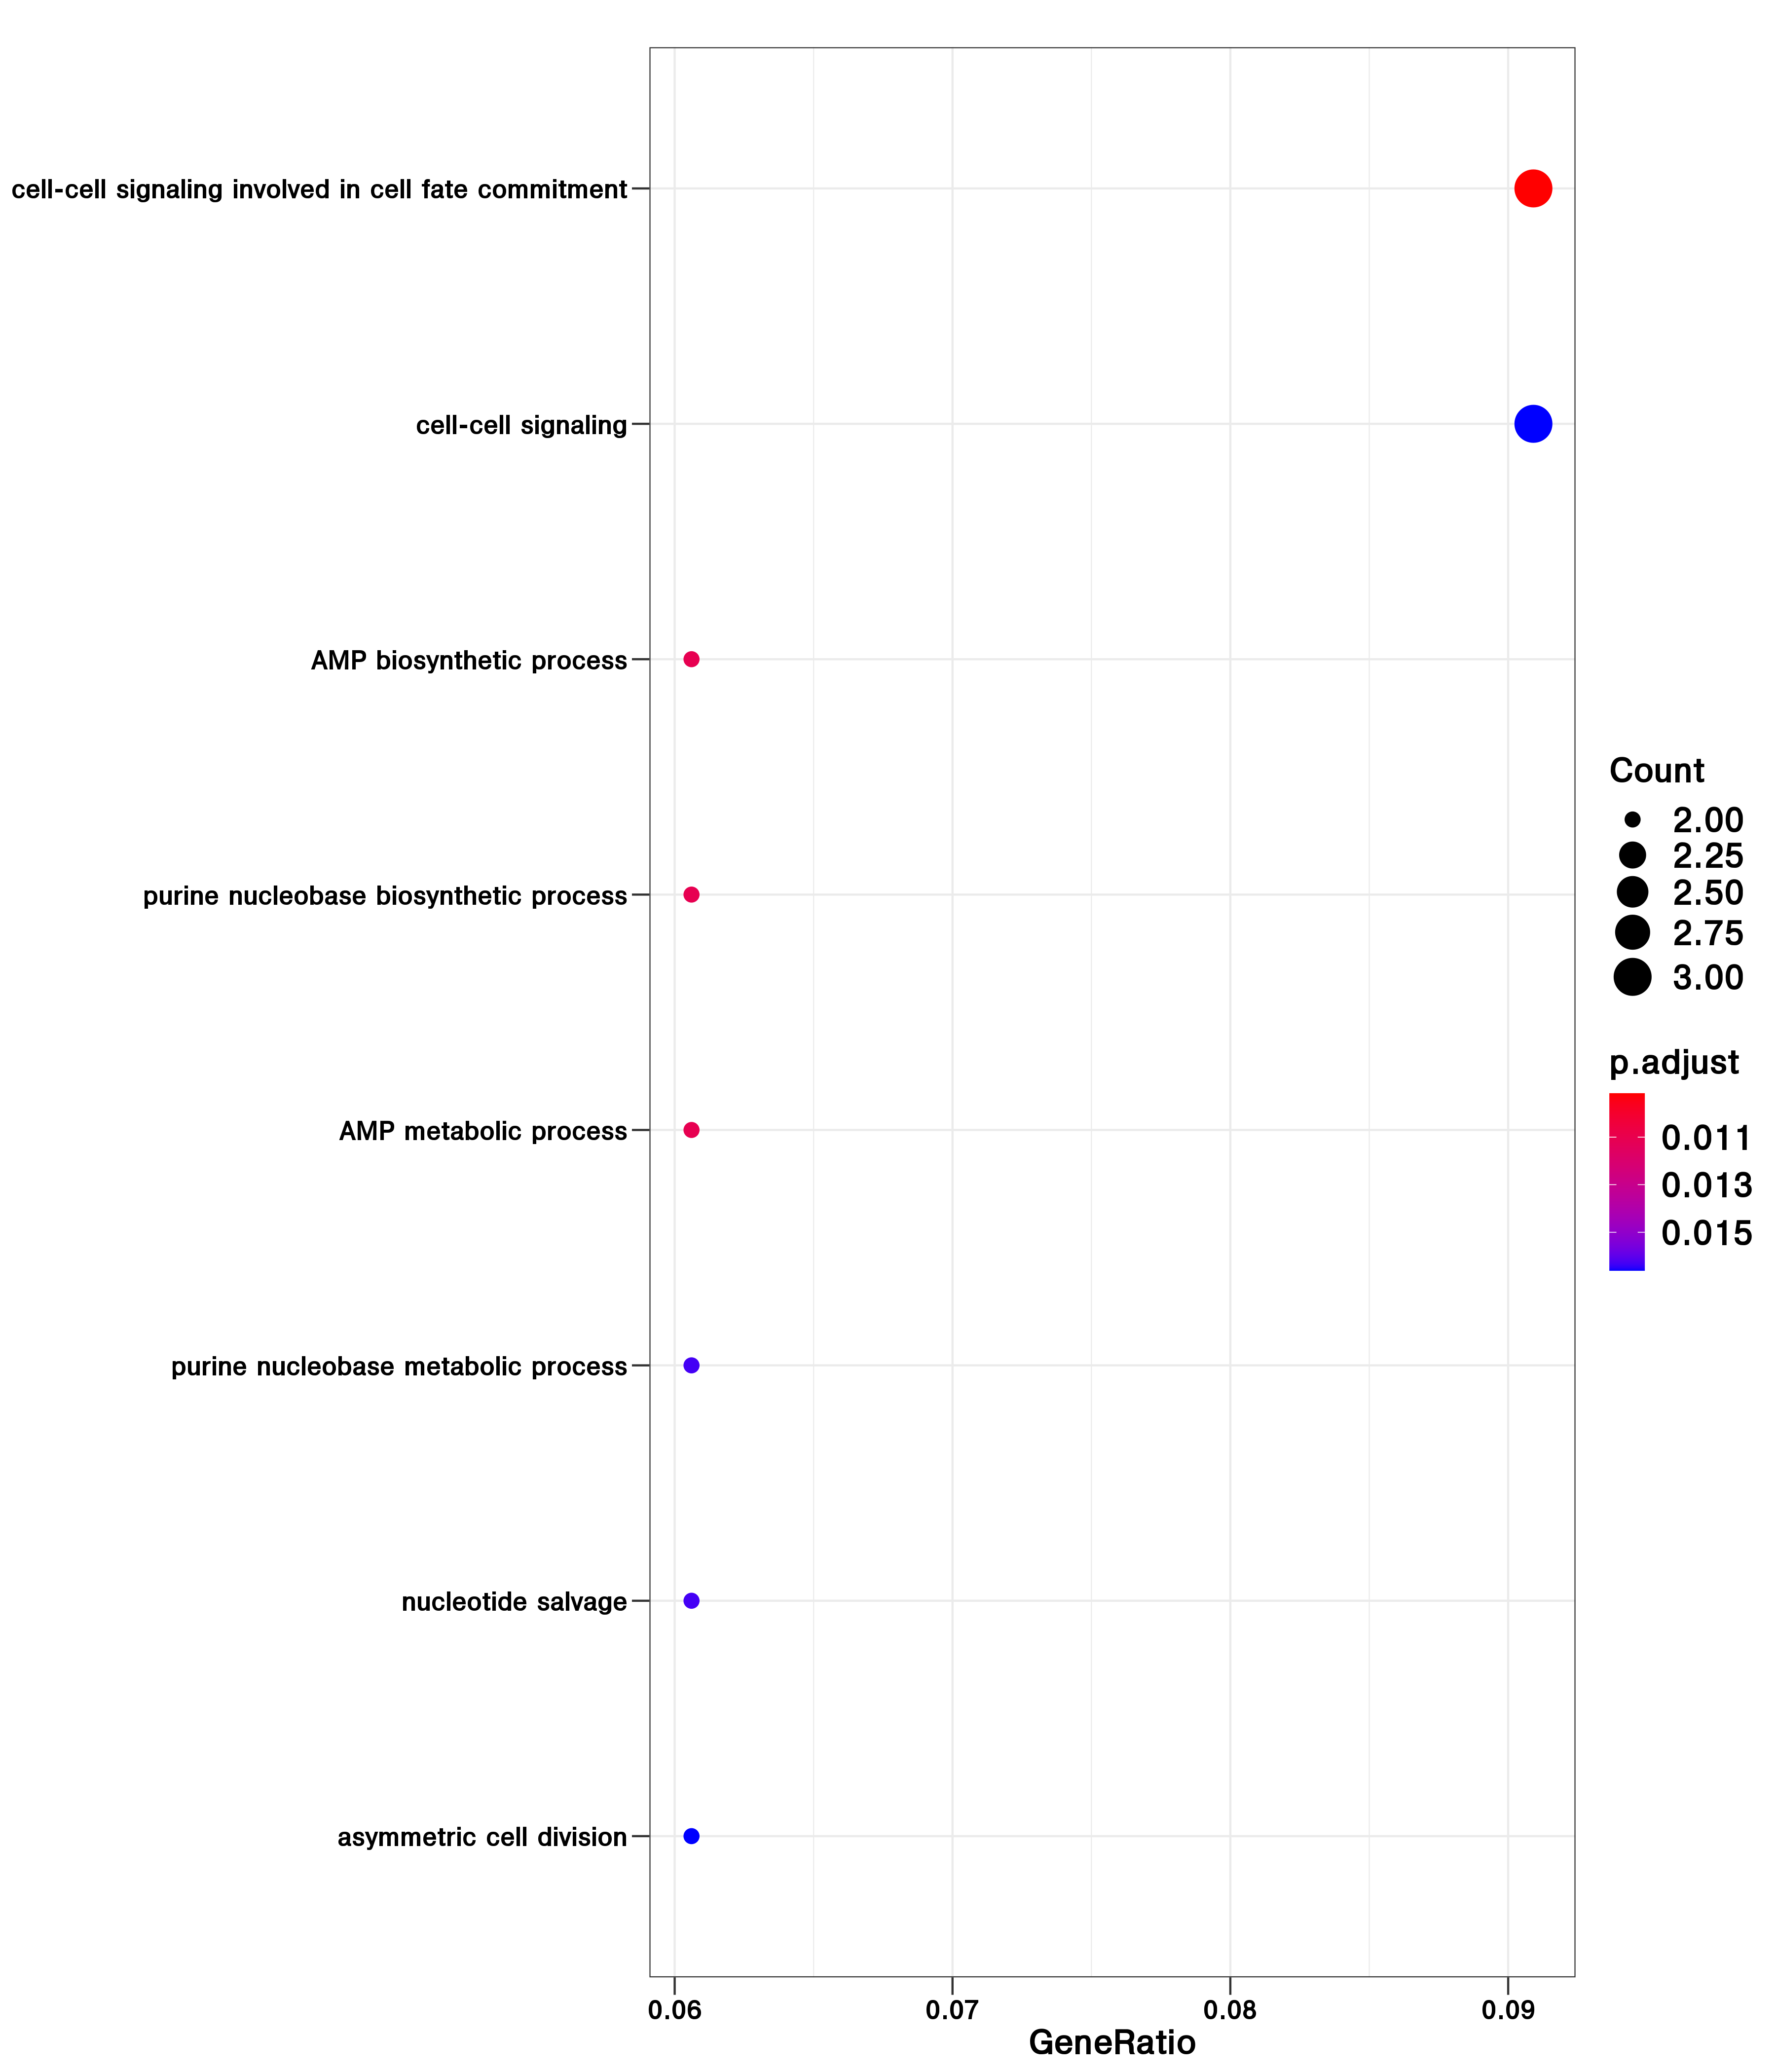 cell-cell signaling involved in cell fate commitment
cell-cell signaling
AMP biosynthetic process
purine nucleobase biosynthetic process
AMP metabolic process
purine nucleobase metabolic process
nucleotide salvage
asymmetric cell division
0.06
0.07
0.08
0.09
GeneRatio
Count
2.00
2.25
2.50
2.75
3.00
p.adjust
0.011
0.013
0.015